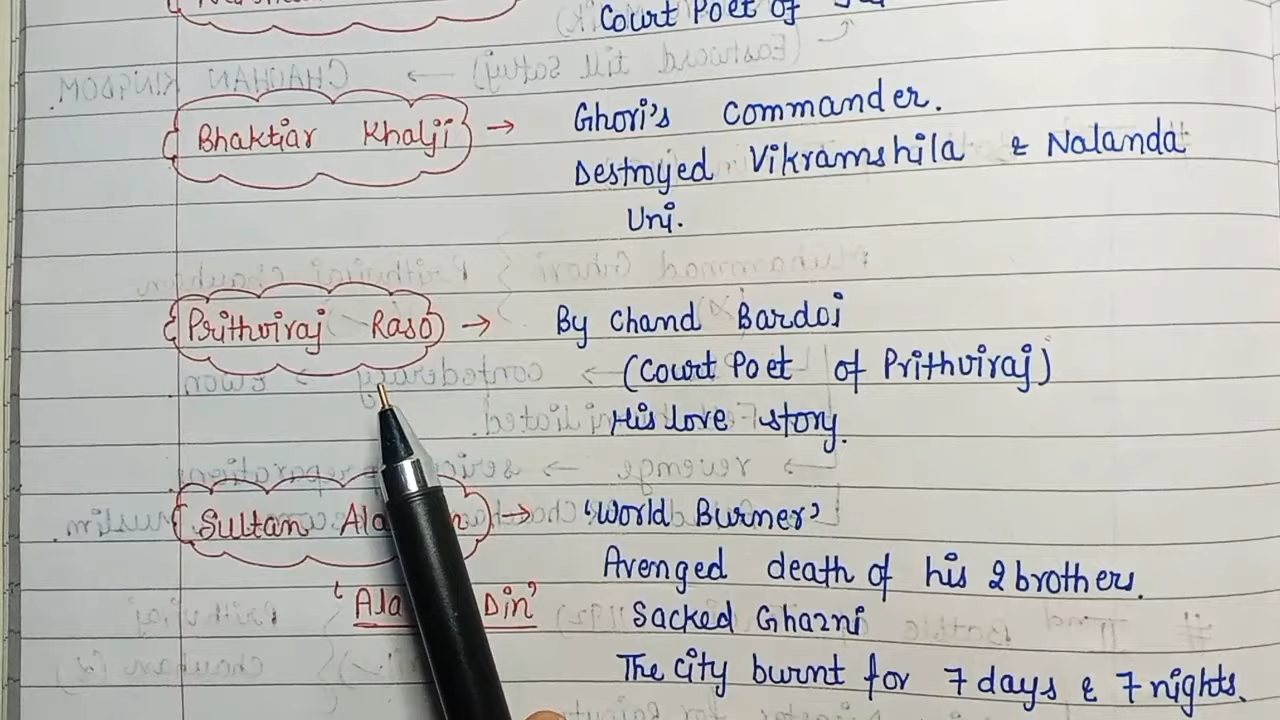 Court Poet of
Bhaktiar Khalji → Ghori's commander.
Destroyed Vikramshila & Nalanda
Uni.
Prithviraj Raso → By Chand Bardoi
(Court Poet of Prithviraj)
His love story.
Sultan → 'World Burner'
Avenged death of his 2 brothers.
Din'
Sacked Ghazni
The city burnt for 7 days & 7 nights.